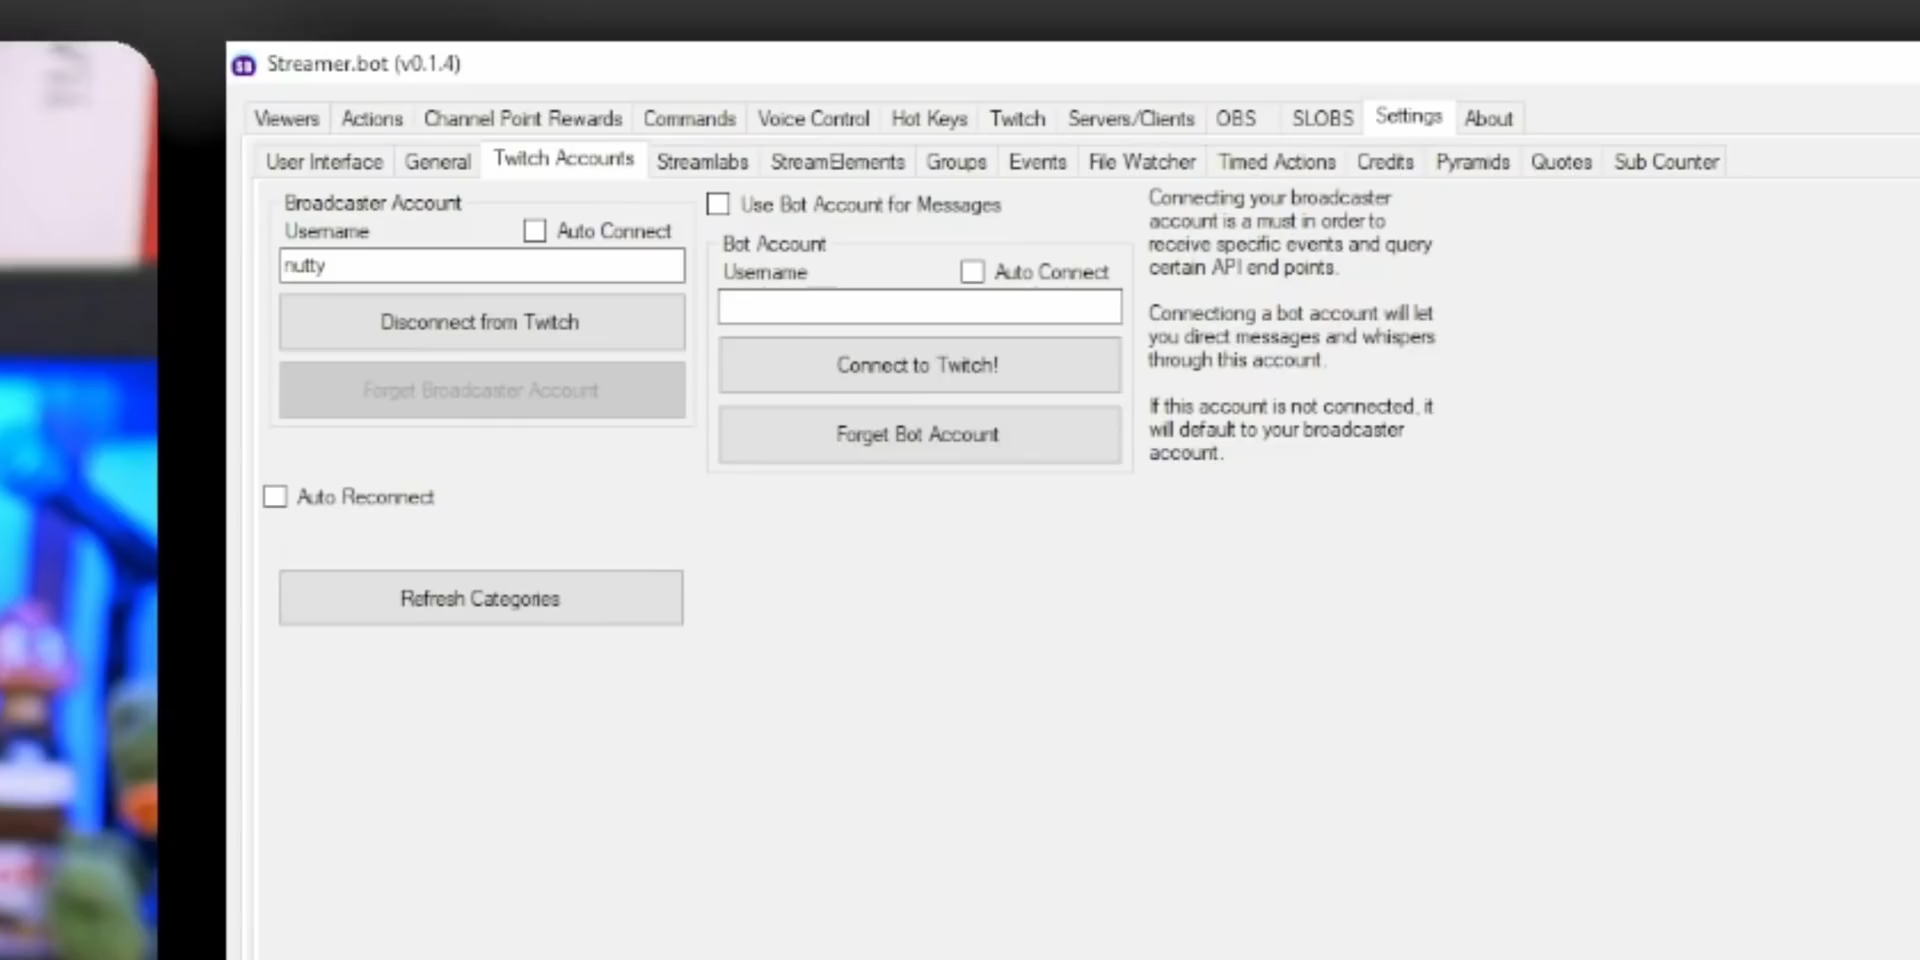 Streamer.bot (v0.1.4)
Viewers Actions Channel Point Rewards Commands Voice Control Hot Keys Twitch Servers/Clients OBS SLOBS Settings About
User Interface General Twitch Accounts Streamlabs StreamElements Groups Events File Watcher Timed Actions Credits Pyramids Quotes Sub Counter
Broadcaster Account
Username Auto Connect
nutty
Disconnect from Twitch
Forget Broadcaster Account
Auto Reconnect
Refresh Categories
Use Bot Account for Messages
Bot Account
Username Auto Connect
Connect to Twitch!
Forget Bot Account
Connecting your broadcaster
account is a must in order to
receive specific events and query
certain API end points.
Connectiong a bot account will let
you direct messages and whispers
through this account.
If this account is not connected, it
will default to your broadcaster
account.